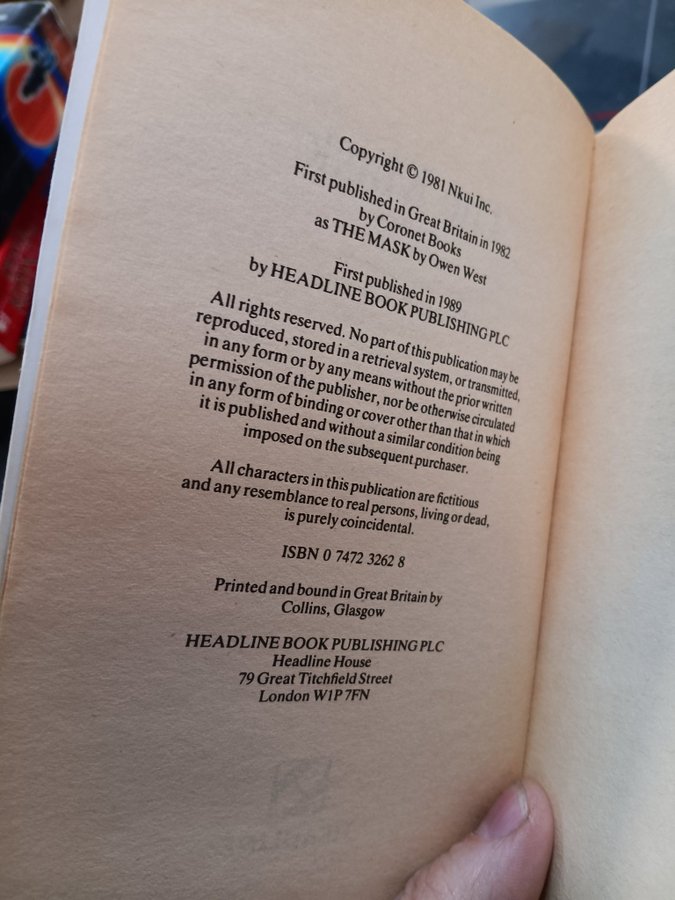 Copyright © 1981 Nkui Inc.
First published in Great Britain in 1982
by Coronet Books
as THE MASK by Owen West
First published in 1989
by HEADLINE BOOK PUBLISHING PLC
All rights reserved. No part of this publication may be
reproduced, stored in a retrieval system, or transmitted,
in any form or by any means without the prior written
permission of the publisher, nor be otherwise circulated
in any form of binding or cover other than that in which
it is published and without a similar condition being
imposed on the subsequent purchaser.
All characters in this publication are fictitious
and any resemblance to real persons, living or dead,
is purely coincidental.
ISBN 0 7472 3262 8
Printed and bound in Great Britain by
Collins, Glasgow
HEADLINE BOOK PUBLISHING PLC
Headline House
79 Great Titchfield Street
London W1P 7FN